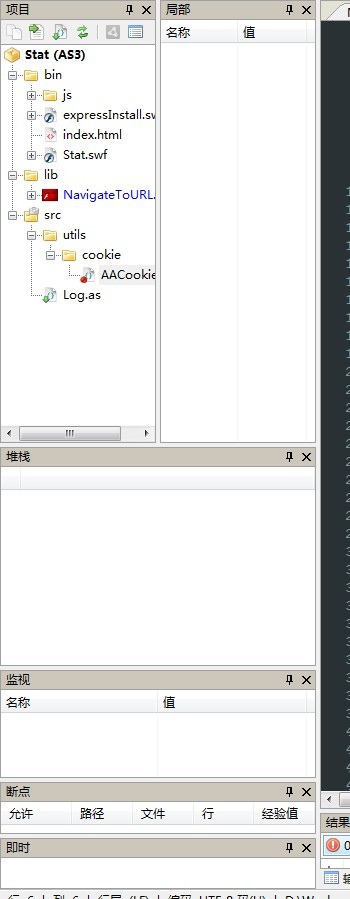 项目
Stat (AS3)
bin
js
expressInstall.sw
index.html
Stat.swf
lib
NavigateToURL.
src
utils
cookie
AACookie
Log.as
局部
名称 值
堆栈
监视
名称 值
断点
允许 路径 文件 行 经验值
即时
结果